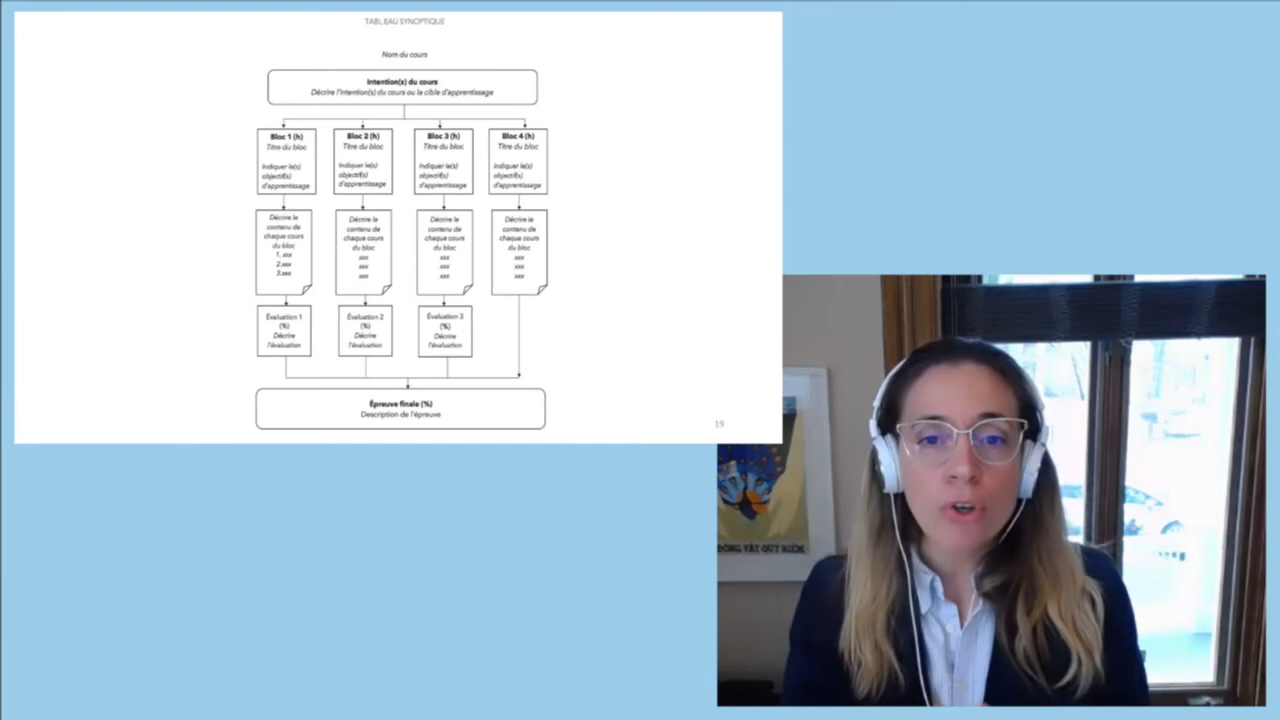 TABLEAU SYNOPTIQUE
Nom du cours
Intention(s) du cours
Décrire l'intention(s) du cours ou la cible d'apprentissage
Bloc 1 (h)
Titre du bloc
Indiquer le(s)
objectif(s)
d'apprentissage
Bloc 2 (h)
Titre du bloc
Indiquer le(s)
objectif(s)
d'apprentissage
Bloc 3 (h)
Titre du bloc
Indiquer le(s)
objectif(s)
d'apprentissage
Bloc 4 (h)
Titre du bloc
Indiquer le(s)
objectif(s)
d'apprentissage
Décrire le
contenu de
chaque cours
du bloc
1. xxx
2.xxx
3.xxx
Décrire le
contenu de
chaque cours
du bloc
xxx
xxx
xxx
Décrire le
contenu de
chaque cours
du bloc
xxx
xxx
xxx
Décrire le
contenu de
chaque cours
du bloc
xxx
xxx
xxx
Évaluation 1
(%)
Décrire
l'évaluation
Évaluation 2
(%)
Décrire
l'évaluation
Évaluation 3
(%)
Décrire
l'évaluation
Épreuve finale (%)
Description de l'épreuve
19
ĐỘNG VẬT QUÝ HIẾM